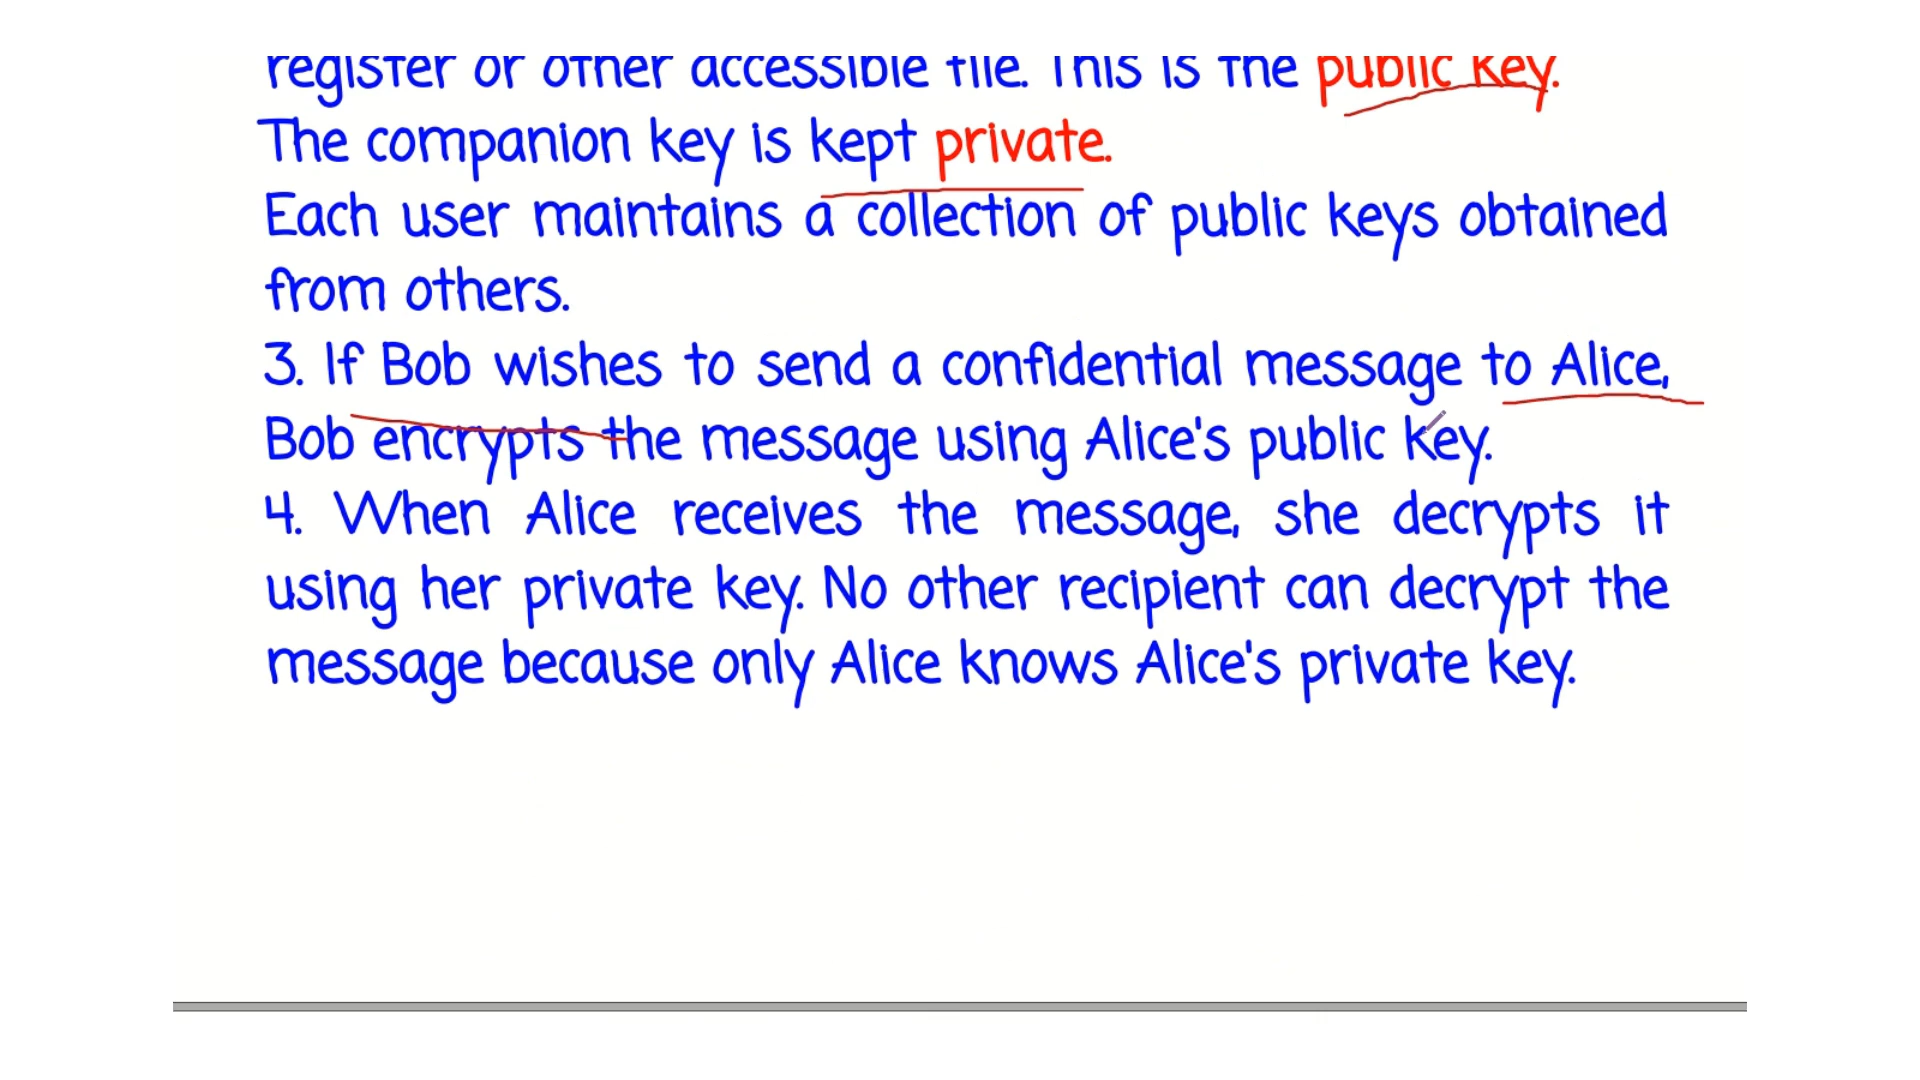 register or other accessible file. This is the public key.
The companion key is kept private.
Each user maintains a collection of public keys obtained
from others.
3. If Bob wishes to send a confidential message to Alice,
Bob encrypts the message using Alice's public key.
4. When Alice receives the message, she decrypts it
using her private key. No other recipient can decrypt the
message because only Alice knows Alice's private key.